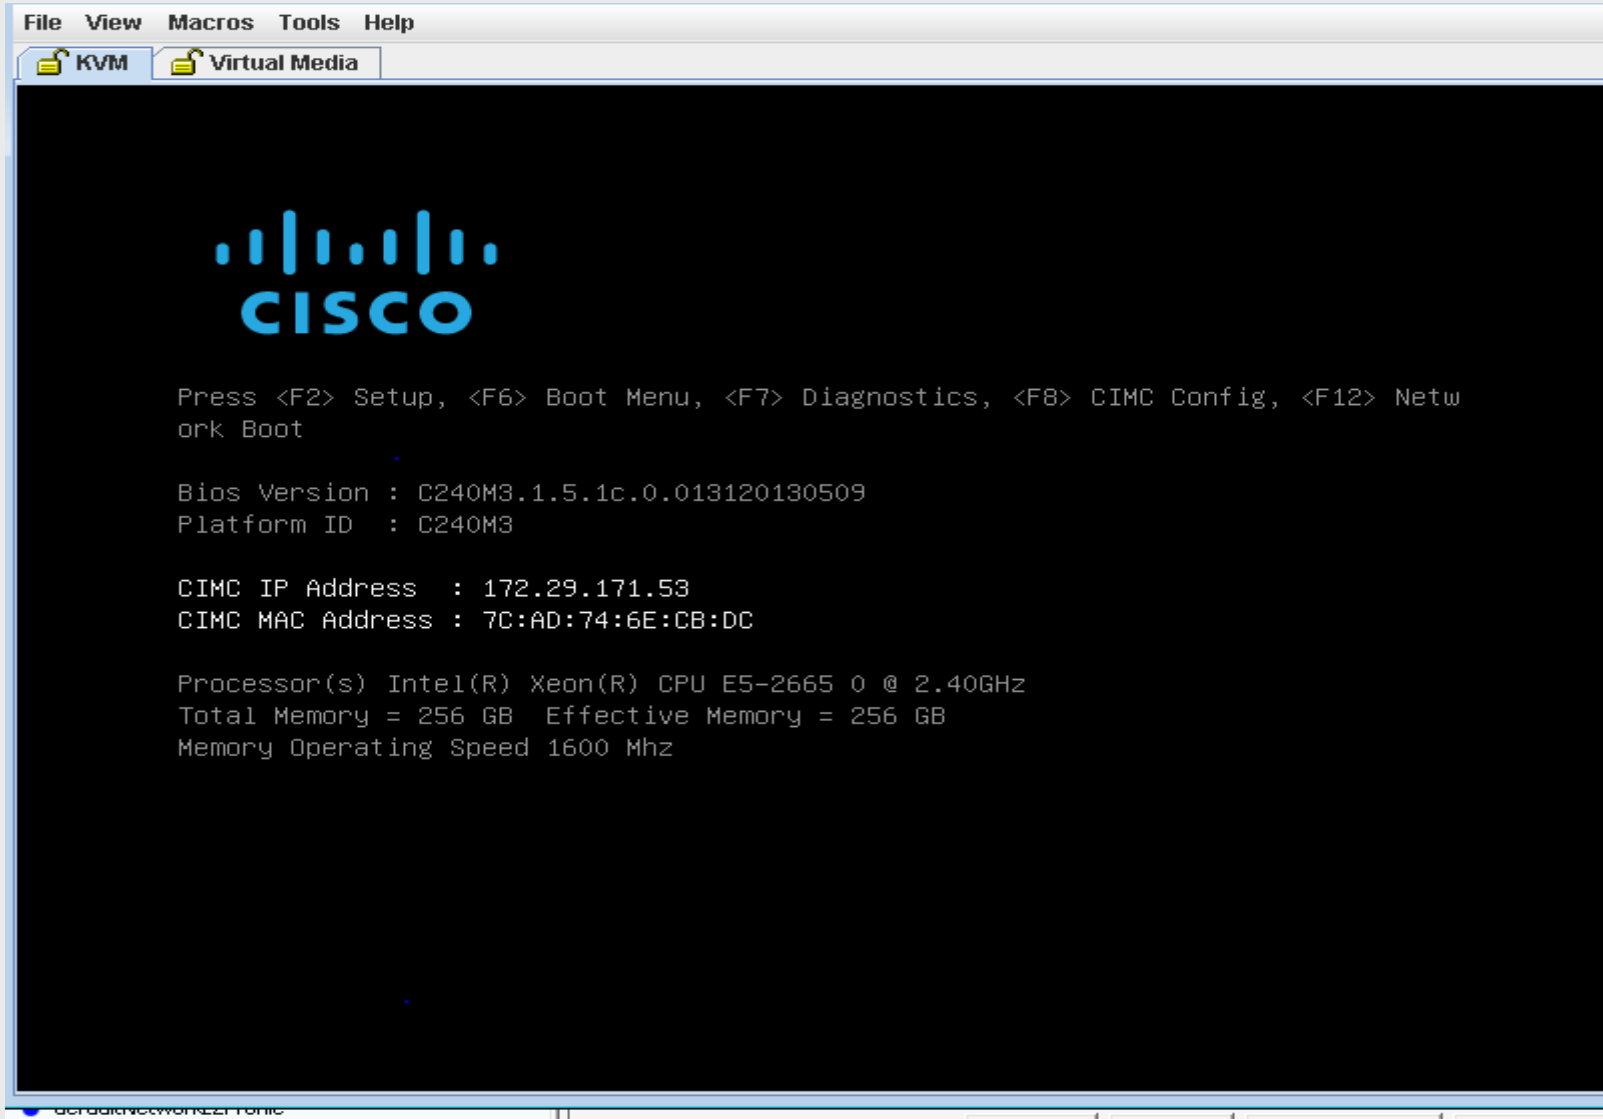 File View Macros Tools Help
KVM Virtual Media
CISCO
Press <F2> Setup, <F6> Boot Menu, <F7> Diagnostics, <F8> CIMC Config, <F12> Netw
ork Boot
Bios Version : C240M3.1.5.1c.0.013120130509
Platform ID  : C240M3
CIMC IP Address  : 172.29.171.53
CIMC MAC Address : 7C:AD:74:6E:CB:DC
Processor(s) Intel(R) Xeon(R) CPU E5-2665 0 @ 2.40GHz
Total Memory = 256 GB  Effective Memory = 256 GB
Memory Operating Speed 1600 Mhz